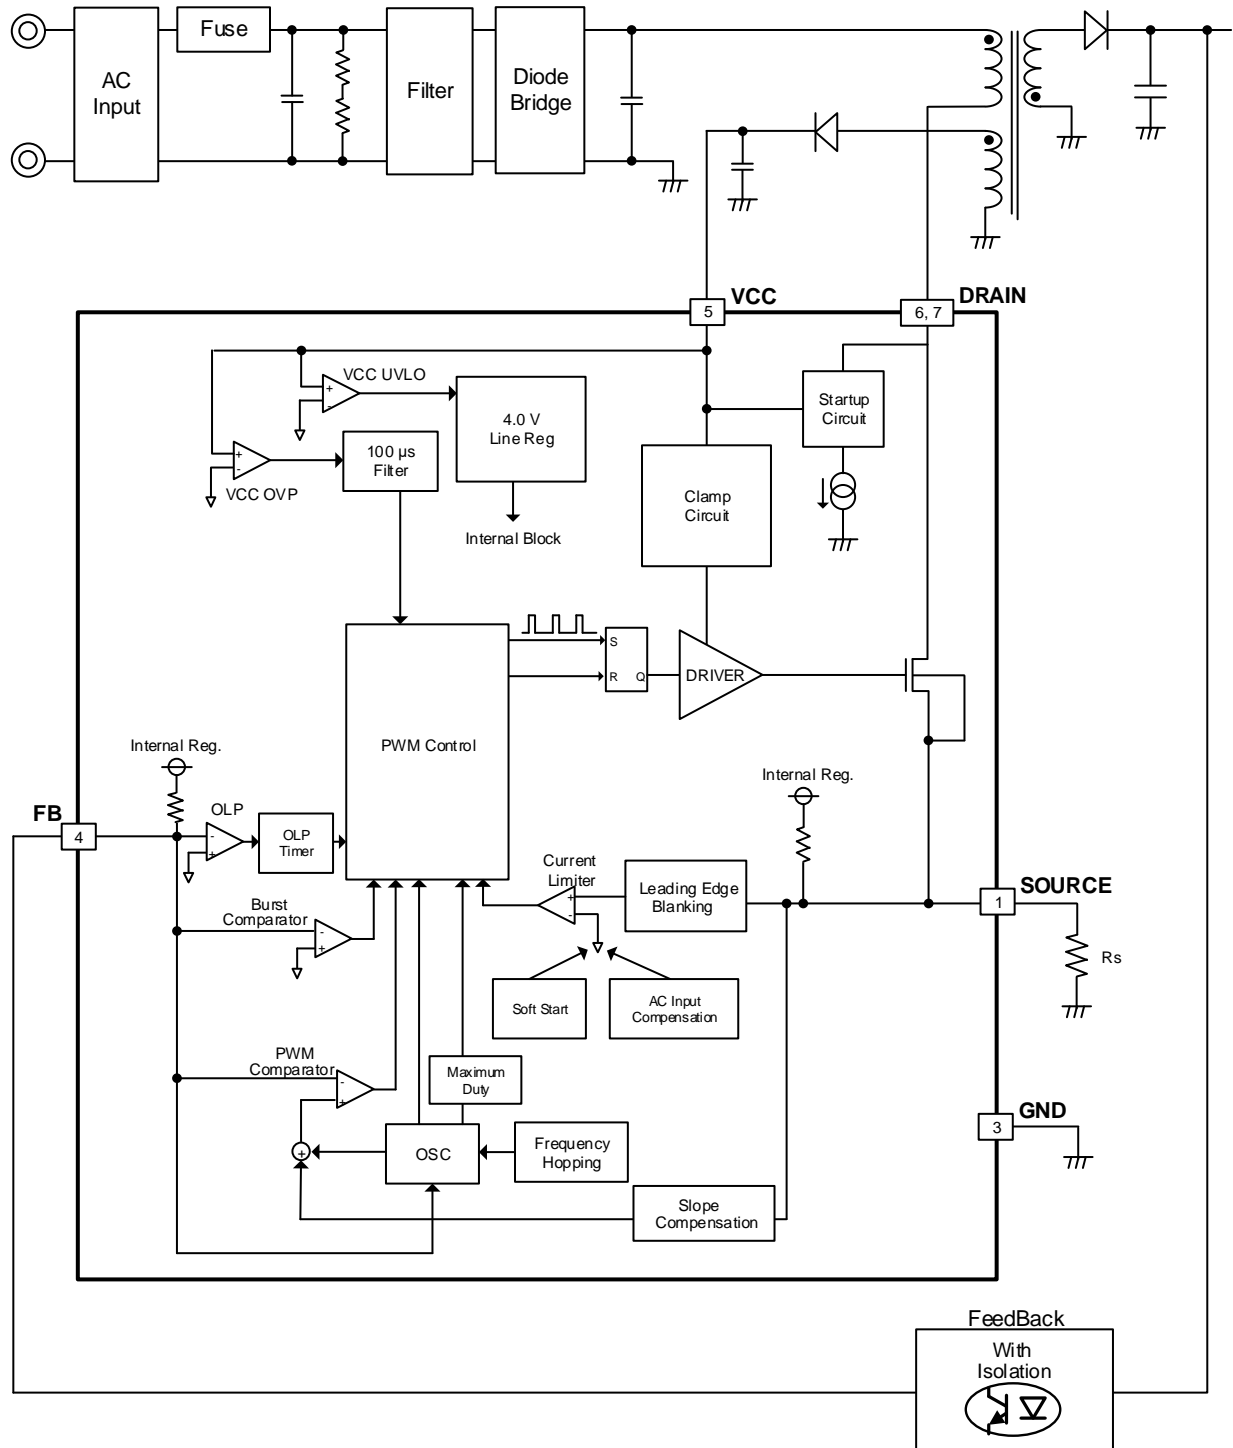 Fuse
AC
Input
Filter
Diode
Bridge
VCC
DRAIN
5
6, 7
VCC UVLO
+
-
4.0 V
Line Reg
Startup
Circuit
+
-
VCC OVP
100 µs
Filter
Clamp
Circuit
Internal Block
S
R
Q
DRIVER
PWM Control
Internal Reg.
Internal Reg.
FB
4
OLP
-
+
OLP
Timer
Current
Limiter
+
-
Leading Edge
Blanking
SOURCE
1
Rs
Burst
Comparator
-
+
Soft Start
AC Input
Compensation
PWM
Comparator
-
+
Maximum
Duty
GND
3
+
OSC
Frequency
Hopping
Slope
Compensation
FeedBack
With
Isolation